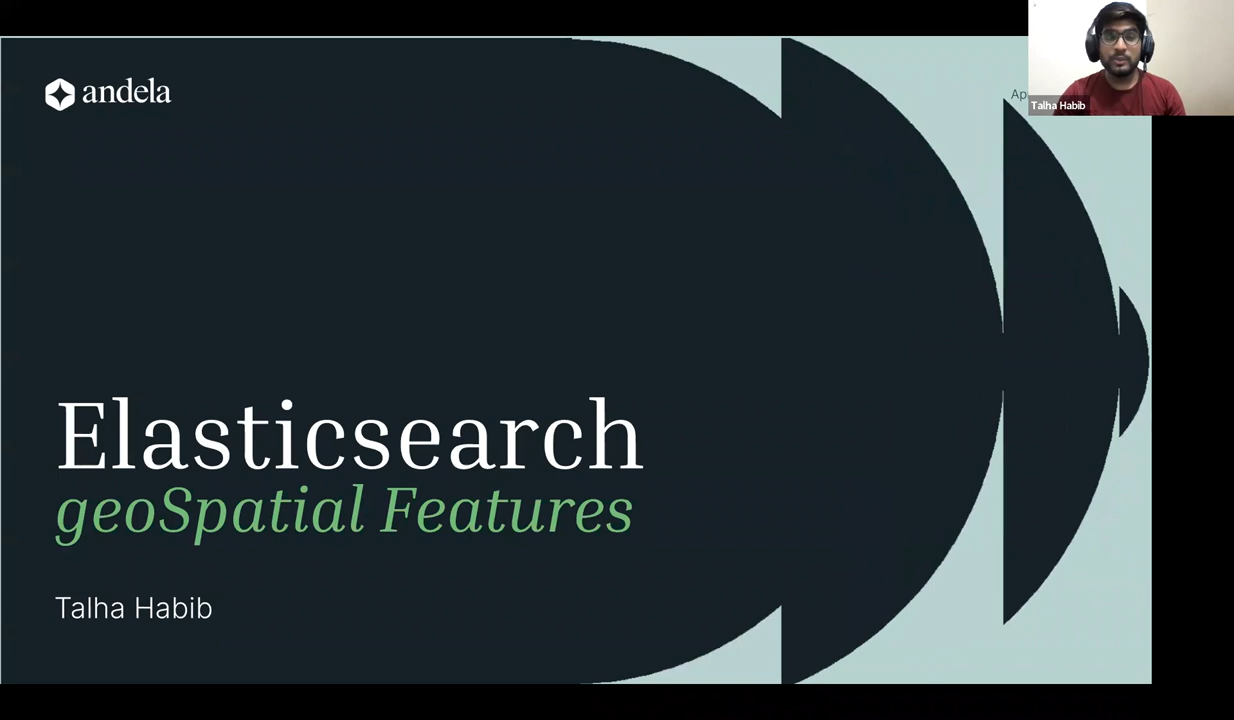 andela
Talha Habib
Elasticsearch
geoSpatial Features
Talha Habib